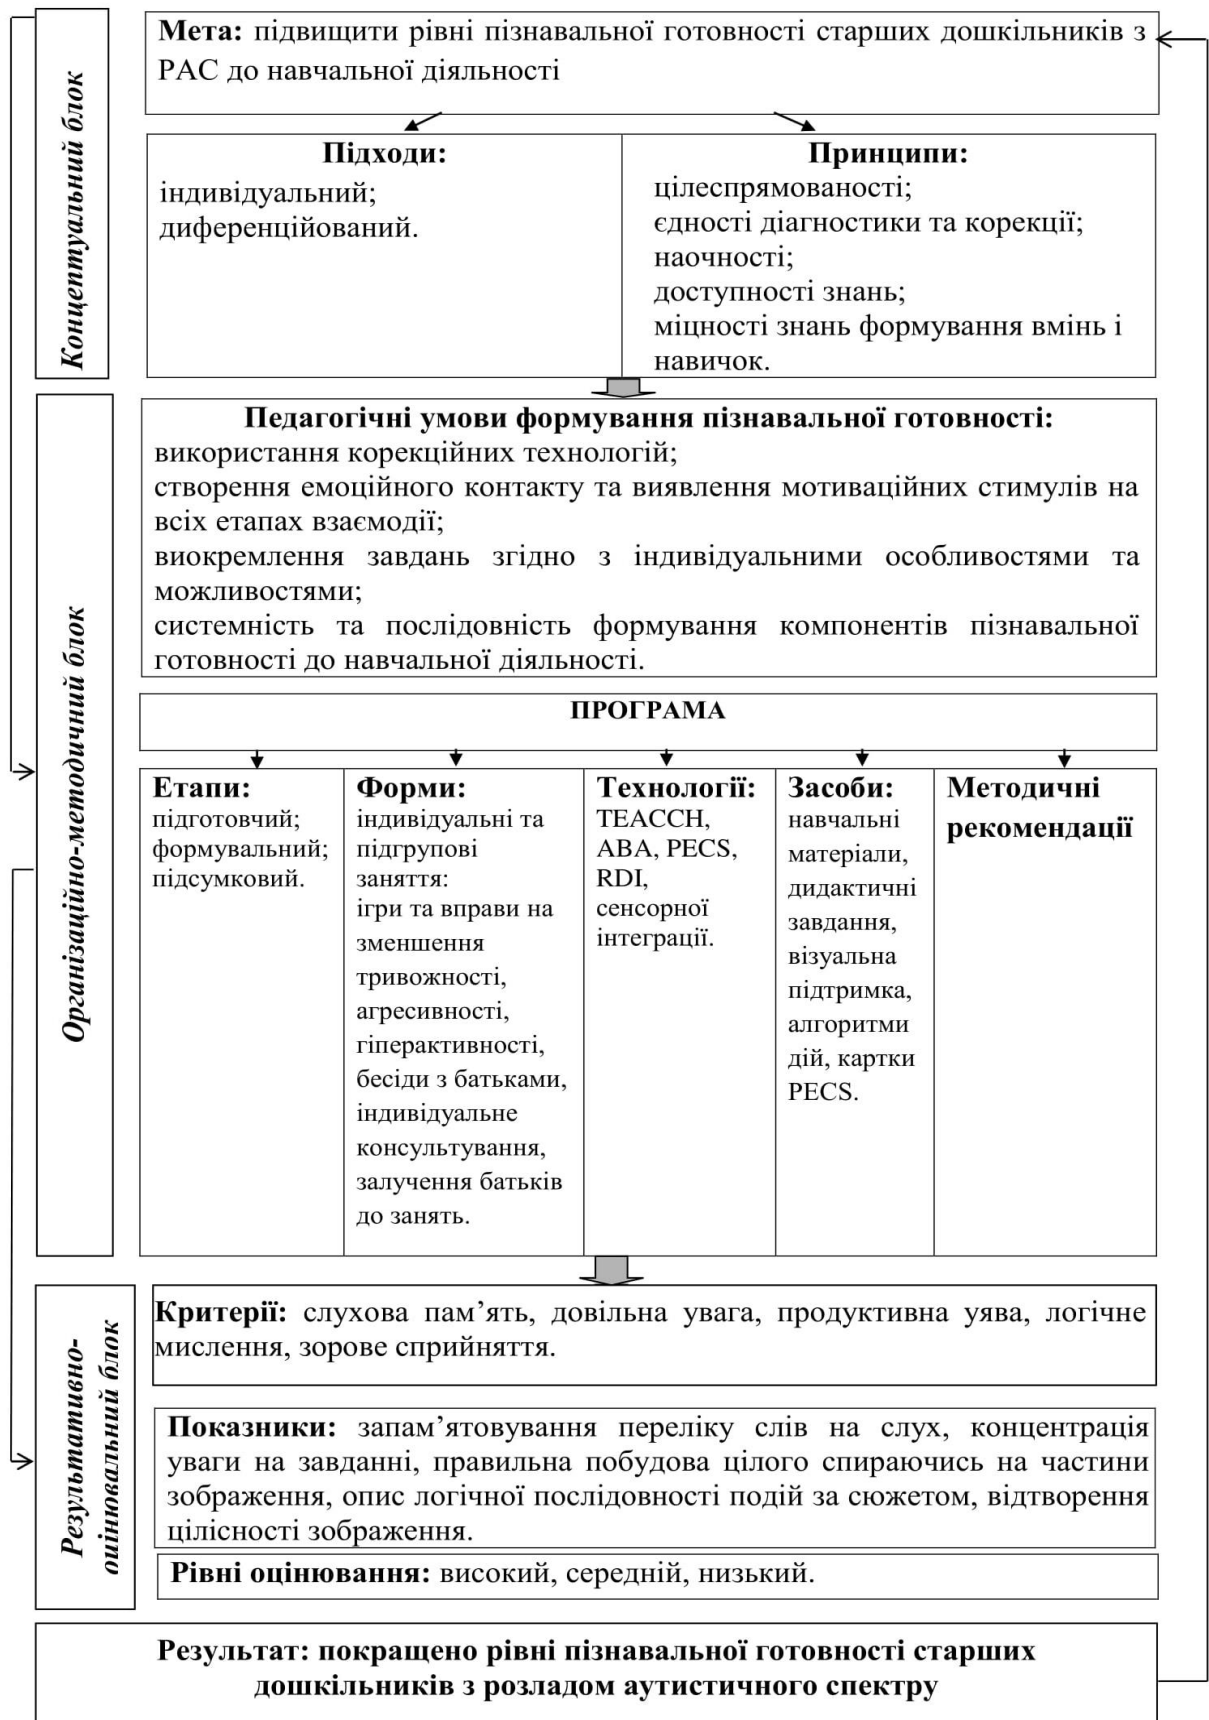 Концептуальний блок
Мета: підвищити рівні пізнавальної готовності старших дошкільників з
РАС до навчальної діяльності
Підходи:
індивідуальний;
диференційований.
Принципи:
цілеспрямованості;
єдності діагностики та корекції;
наочності;
доступності знань;
міцності знань формування вмінь і
навичок.
Організаційно-методичний блок
Педагогічні умови формування пізнавальної готовності:
використання корекційних технологій;
створення емоційного контакту та виявлення мотиваційних стимулів на
всіх етапах взаємодії;
виокремлення завдань згідно з індивідуальними особливостями та
можливостями;
системність та послідовність формування компонентів пізнавальної
готовності до навчальної діяльності.
ПРОГРАМА
Етапи:
підготовчий;
формувальний;
підсумковий.
Форми:
індивідуальні та
підгрупові
заняття:
ігри та вправи на
зменшення
тривожності,
агресивності,
гіперактивності,
бесіди з батьками,
індивідуальне
консультування,
залучення батьків
до занять.
Технології:
TEACCH,
ABA, PECS,
RDI,
сенсорної
інтеграції.
Засоби:
навчальні
матеріали,
дидактичні
завдання,
візуальна
підтримка,
алгоритми
дій, картки
PECS.
Методичні
рекомендації
Результативно-
оцінювальний блок
Критерії: слухова пам’ять, довільна увага, продуктивна уява, логічне
мислення, зорове сприйняття.
Показники: запам’ятовування переліку слів на слух, концентрація
уваги на завданні, правильна побудова цілого спираючись на частини
зображення, опис логічної послідовності подій за сюжетом, відтворення
цілісності зображення.
Рівні оцінювання: високий, середній, низький.
Результат: покращено рівні пізнавальної готовності старших
дошкільників з розладом аутистичного спектру